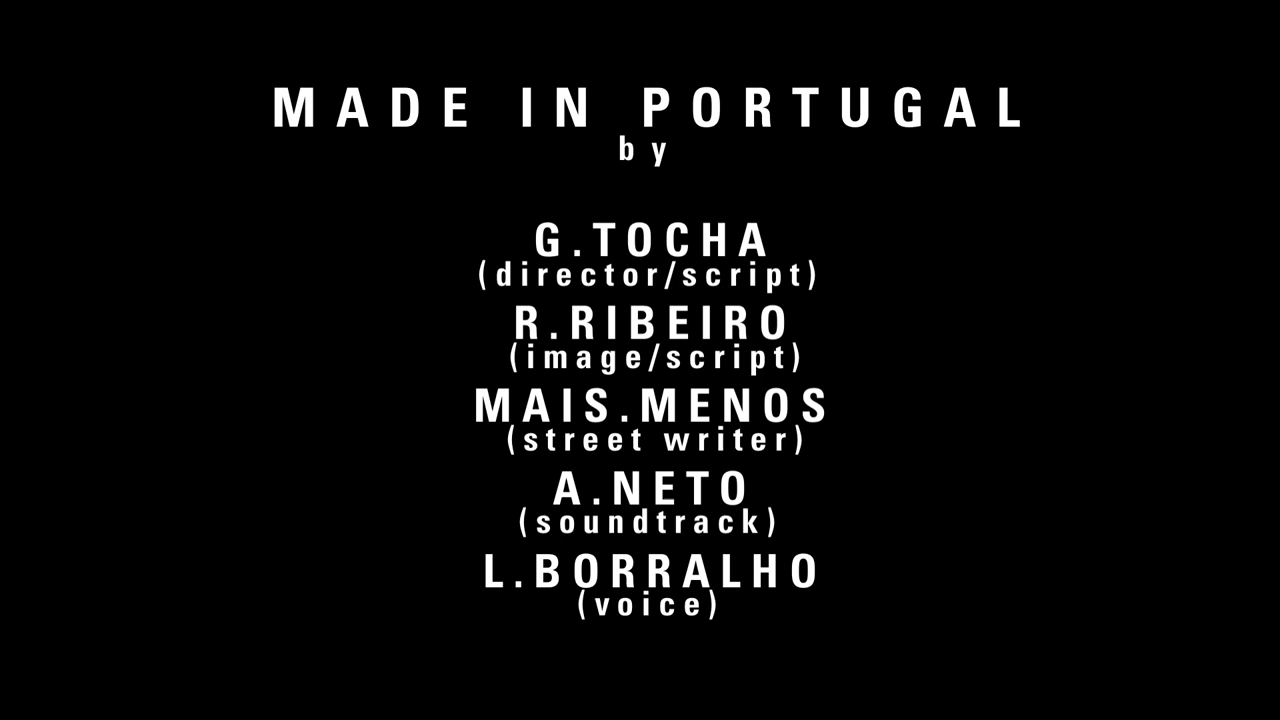 MADE IN PORTUGAL
by
G.TOCHA
(director/script)
R.RIBEIRO
(image/script)
MAIS.MENOS
(street writer)
A.NETO
(soundtrack)
L.BORRALHO
(voice)